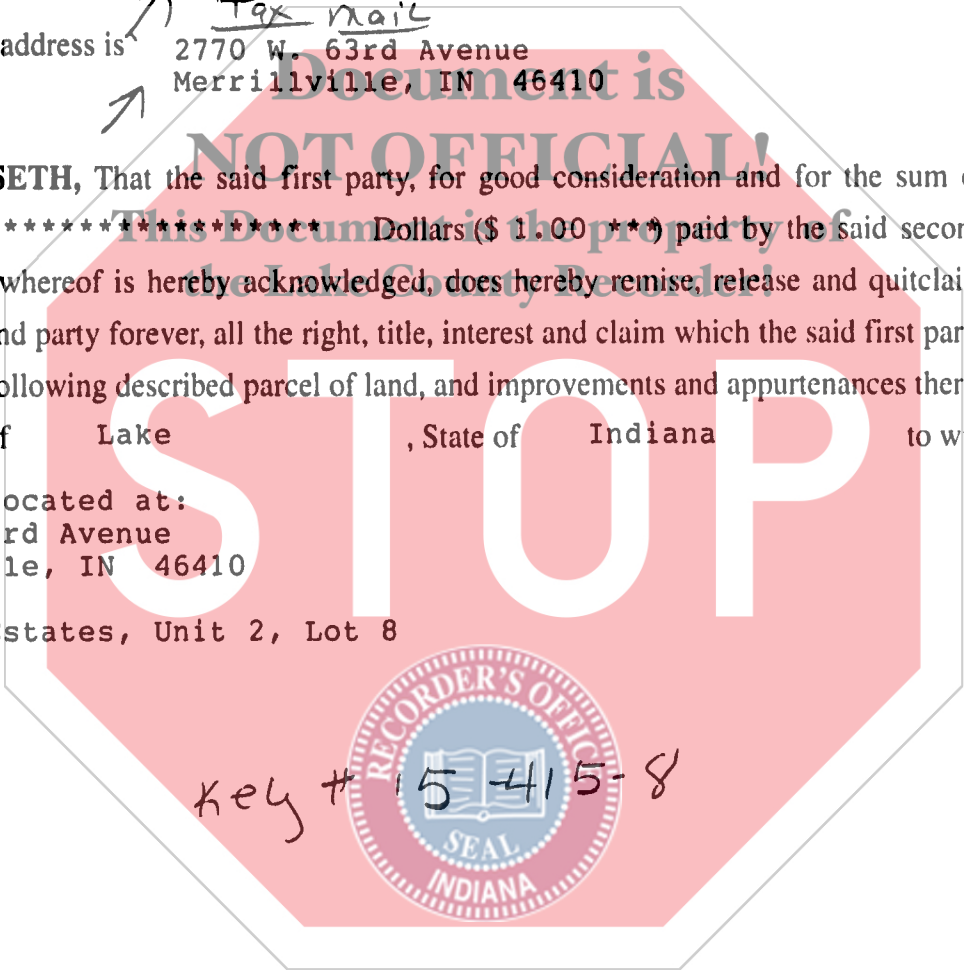 Tax mail
address is 2770 W. 63rd Avenue
Merrillville, IN 46410
Document is
NOT OFFICIAL!
SETH, That the said first party, for good consideration and for the sum
****************** Dollars ($ 1.00 ***) paid by the said secon
This Document is the property of
whereof is hereby acknowledged, does hereby remise, release and quitclai
the Lake County Recorder!
nd party forever, all the right, title, interest and claim which the said first par
ollowing described parcel of land, and improvements and appurtenances ther
f Lake , State of Indiana to w
STOP
ocated at:
rd Avenue
le, IN 46410
states, Unit 2, Lot 8
RECORDER'S OFFIC
Key # 15-415-8
SEAL
INDIANA